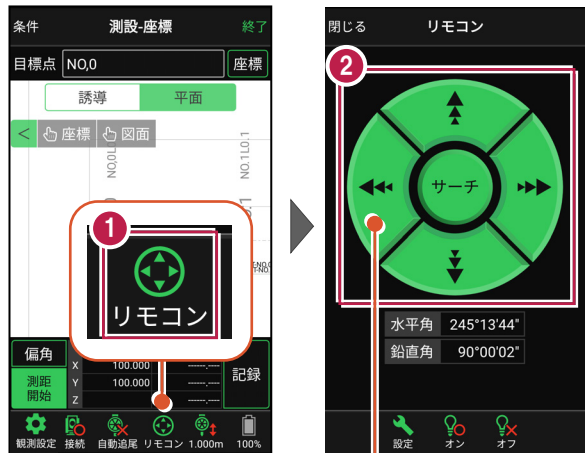 条件 測設-座標 終了
目標点 NO,0 座標
誘導 平面
< 座標 図面
NO,0L0
NO.1L0.1
1
リモコン
偏角
測距
開始
X 100.000 ---,---
Y 100.000 ---,---
Z ---,---
記録
観測設定 接続 自動追尾 リモコン 1.000m 100%
閉じる リモコン
2
サーチ
水平角 245°13'44"
鉛直角 90°00'02"
設定 オン オフ